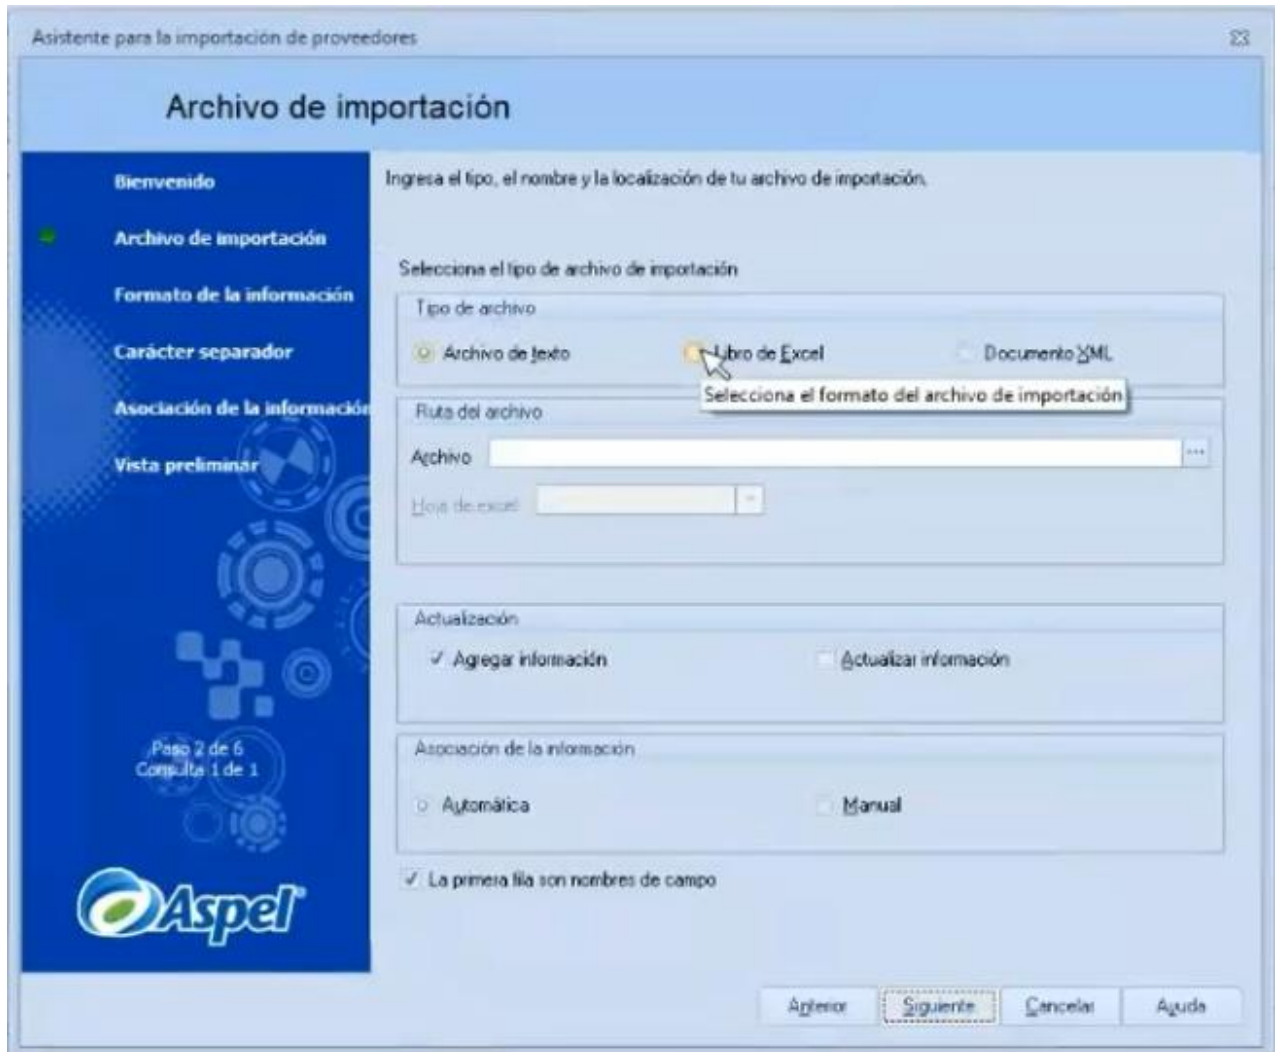 Asistente para la importación de proveedores
Archivo de importación
Bienvenido
Archivo de importación
Formato de la información
Carácter separador
Asociación de la información
Vista preliminar
Paso 2 de 6
Consulta 1 de 1
Aspel
Ingresa el tipo, el nombre y la localización de tu archivo de importación.
Selecciona el tipo de archivo de importación
Tipo de archivo
Archivo de texto
Libro de Excel
Documento XML
Selecciona el formato del archivo de importación
Ruta del archivo
Archivo
...
Hoja de excel
Actualización
Agregar información
Actualizar información
Asociación de la información
Automática
Manual
La primera fila son nombres de campo
Anterior
Siguiente
Cancelar
Ayuda